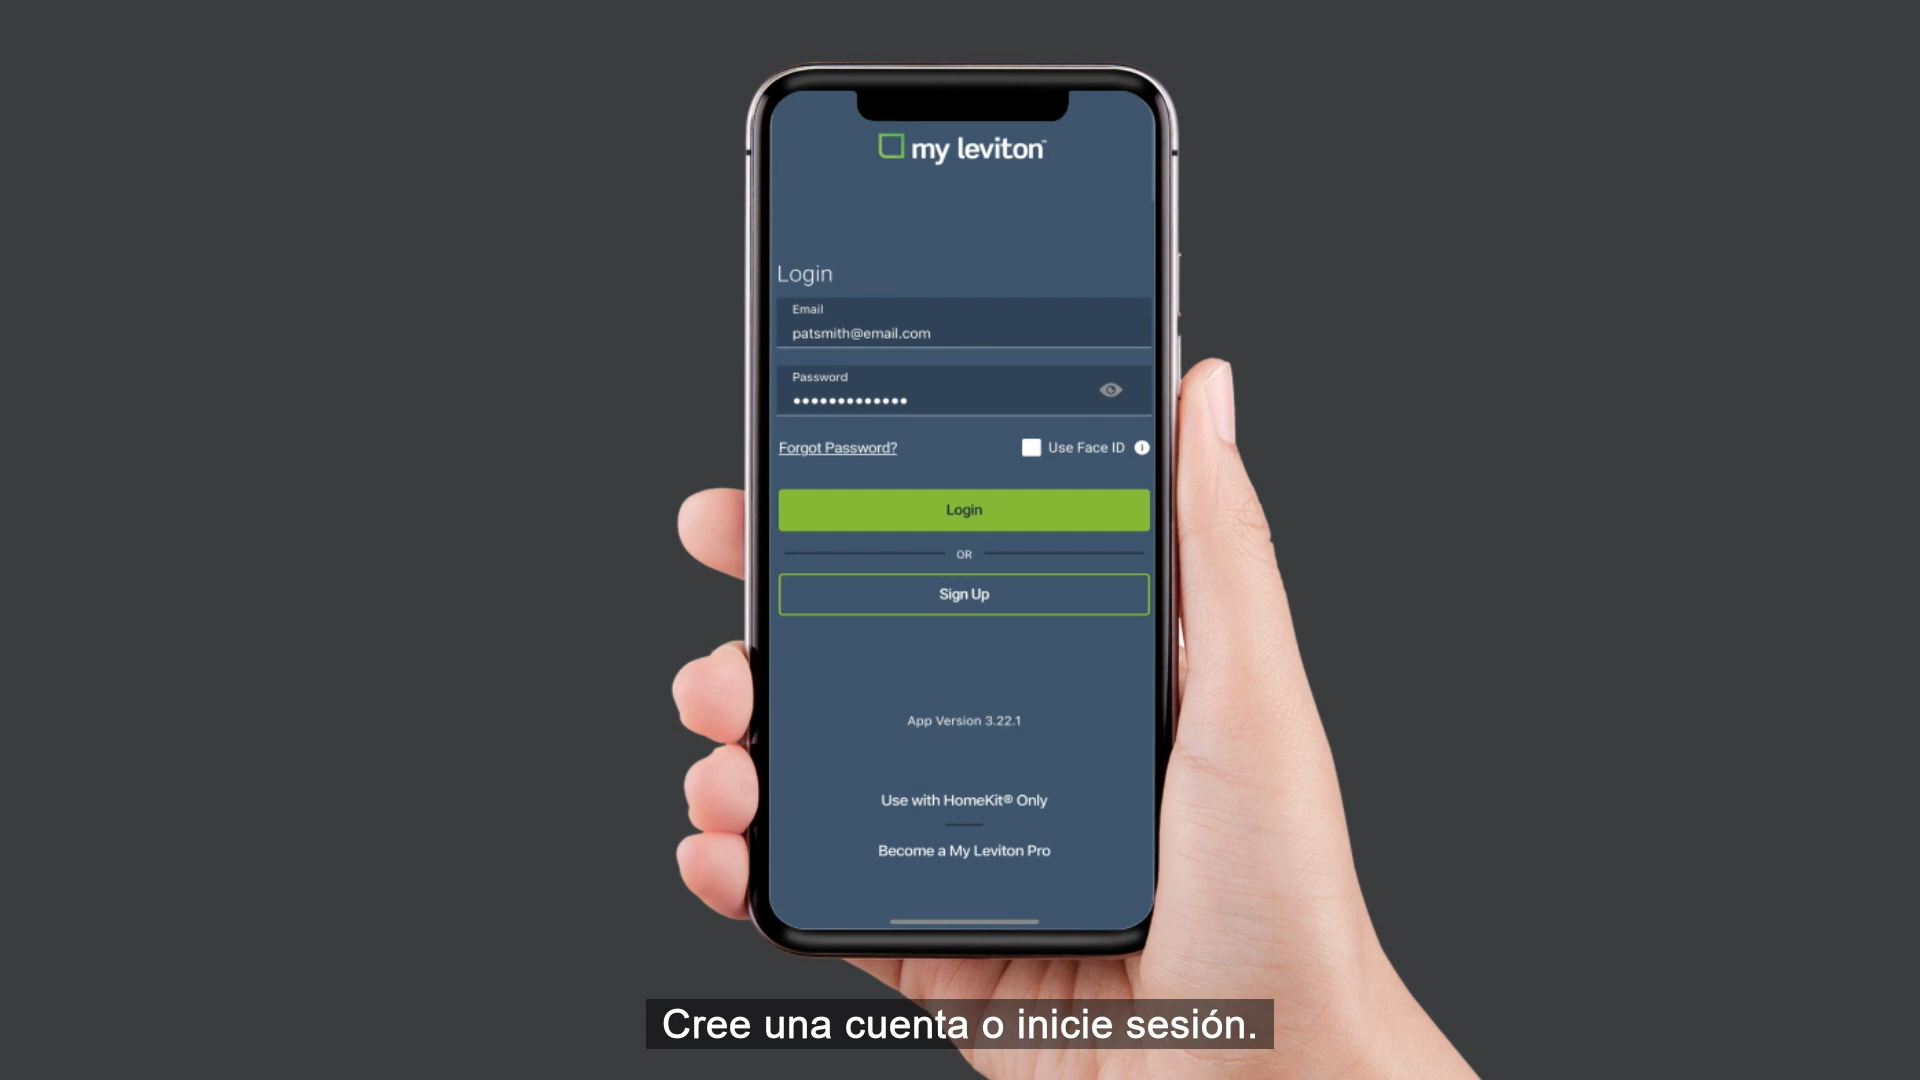 my leviton™
Login
Email
patsmith@email.com
Password
•••••••••••••
Forgot Password?
Use Face ID
Login
OR
Sign Up
App Version 3.22.1
Use with HomeKit® Only
Become a My Leviton Pro
Cree una cuenta o inicie sesión.